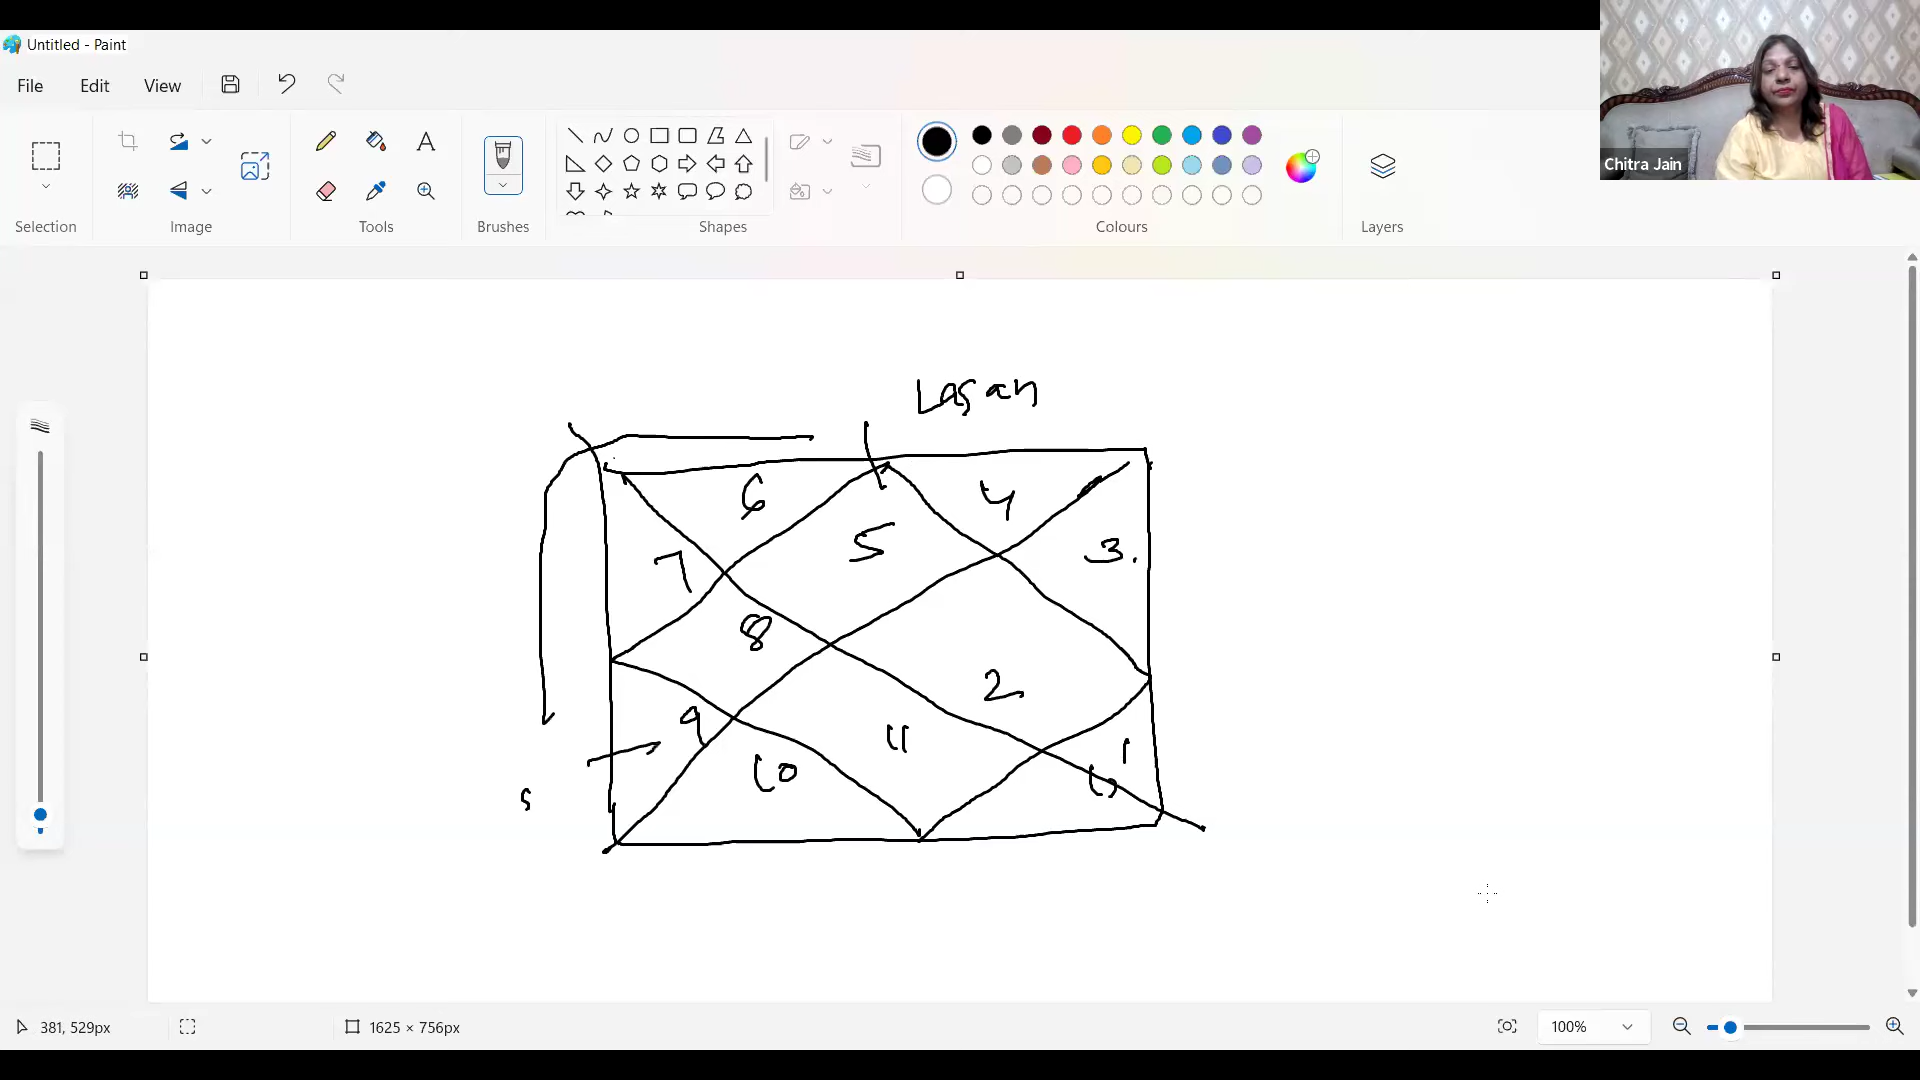 Untitled - Paint
File Edit View
Chitra Jain
Selection Image Tools Brushes Shapes Colours Layers
Lagan
6 4
5 3.
7
8
2
9 11 1
10
s
381, 529px 1625 × 756px 100%